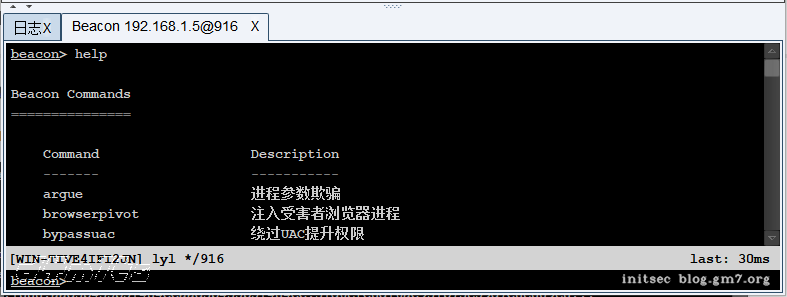 日志X
Beacon 192.168.1.5@916 X
beacon> help
Beacon Commands
===============
Command Description
------- -----------
argue 进程参数欺骗
browserpivot 注入受害者浏览器进程
bypassuac 绕过UAC提升权限
[WIN-TIVE4IFI2JN] lyl */916 last: 30ms
beacon>
initsec blog.gm7.org